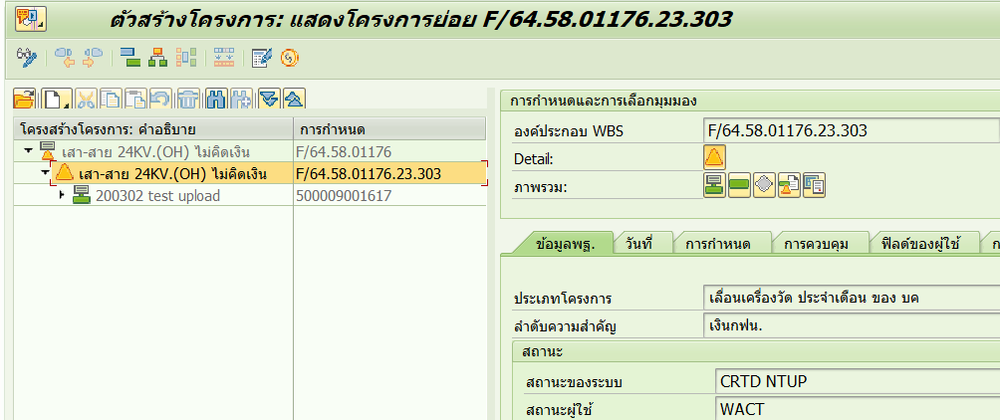 ตัวสร้างโครงการ: แสดงโครงการย่อย F/64.58.01176.23.303
โครงสร้างโครงการ: คำอธิบาย การกำหนด
เสา-สาย 24KV.(OH) ไม่คิดเงิน F/64.58.01176
เสา-สาย 24KV.(OH) ไม่คิดเงิน F/64.58.01176.23.303
200302 test upload 500009001617
การกำหนดและการเลือกมุมมอง
องค์ประกอบ WBS F/64.58.01176.23.303
Detail:
ภาพรวม:
ข้อมูลพฐ. วันที่ การกำหนด การควบคุม ฟิลด์ของผู้ใช้ ก
ประเภทโครงการ เลื่อนเครื่องวัด ประจำเดือน ของ บค
ลำดับความสำคัญ เงินกฟน.
สถานะ
สถานะของระบบ CRTD NTUP
สถานะผู้ใช้ WACT